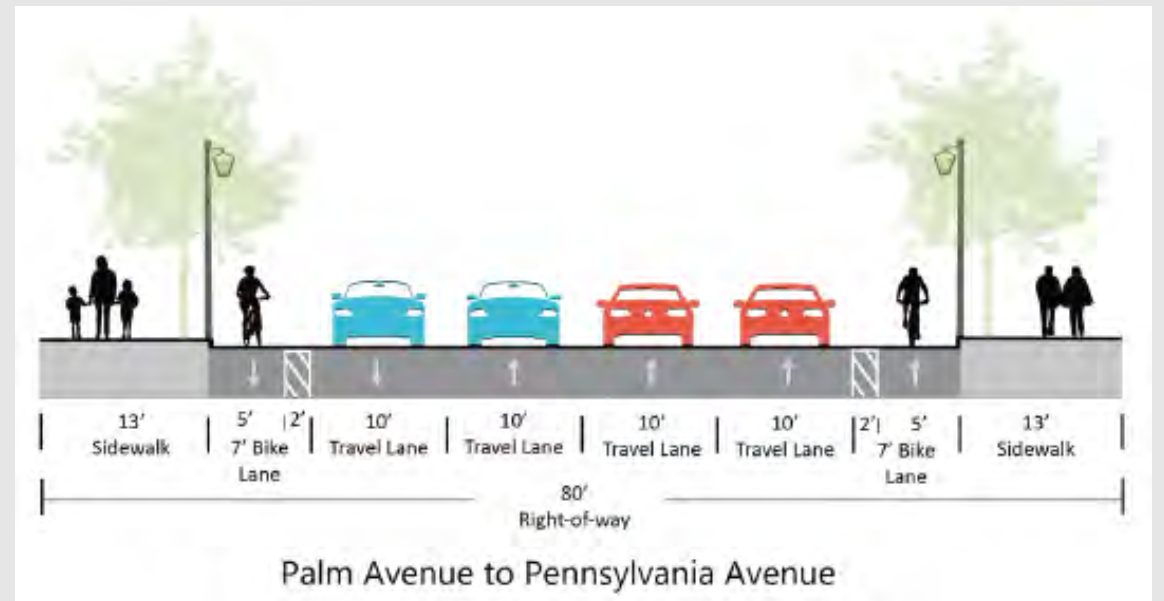 13' 5' 2' 10' 10' 10' 10' 2' 5' 13'
Sidewalk 7' Bike Lane Travel Lane Travel Lane Travel Lane Travel Lane 7' Bike Lane Sidewalk
80'
Right-of-way
Palm Avenue to Pennsylvania Avenue